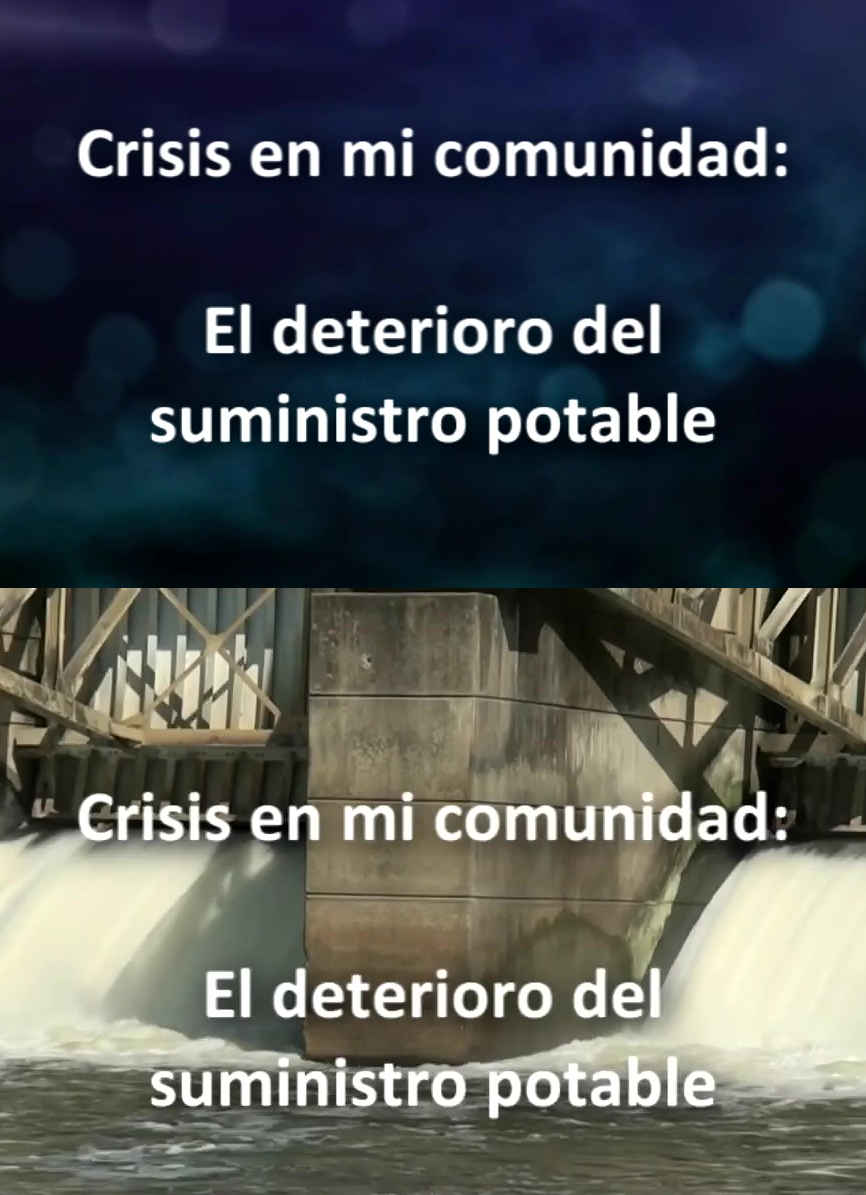 Crisis en mi comunidad:
El deterioro del
suministro potable
Crisis en mi comunidad:
El deterioro del
suministro potable